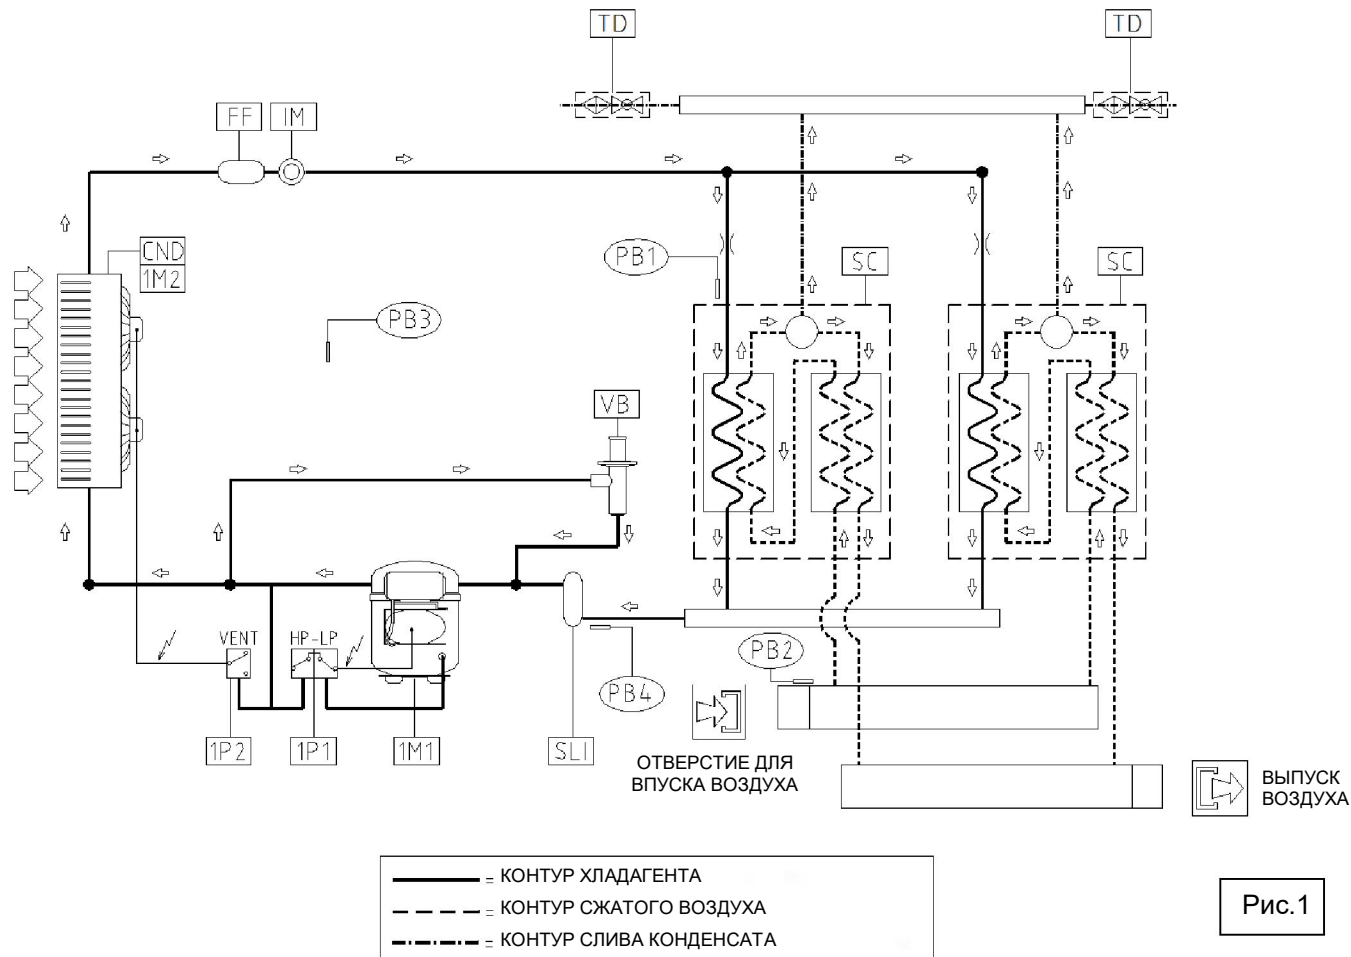 TD
TD
FF
IM
CND
1M2
PB1
SC
SC
PB3
VB
VENT
HP-LP
PB2
PB4
1P2
1P1
1M1
SLI
ОТВЕРСТИЕ ДЛЯ
ВПУСКА ВОЗДУХА
ВЫПУСК
ВОЗДУХА
= КОНТУР ХЛАДАГЕНТА
= КОНТУР СЖАТОГО ВОЗДУХА
= КОНТУР СЛИВА КОНДЕНСАТА
Рис.1